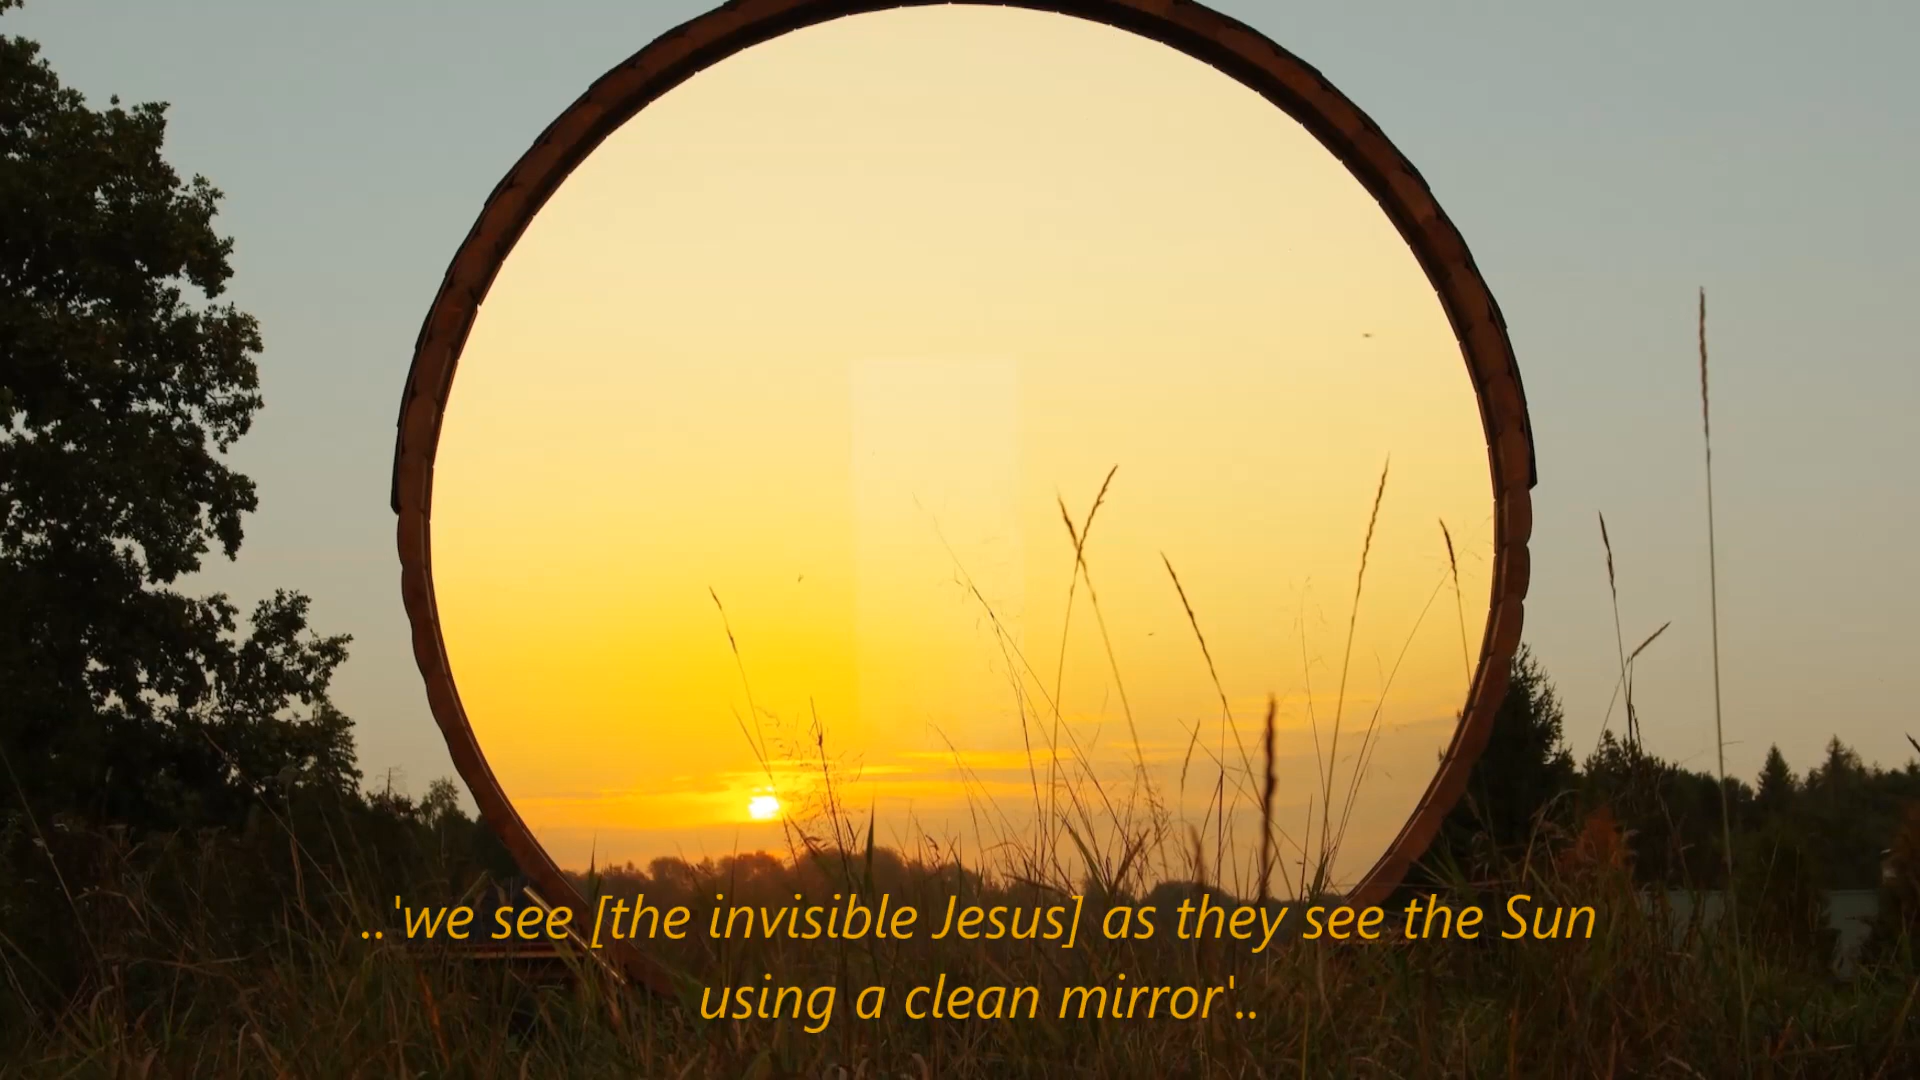 ..'we see [the invisible Jesus] as they see the Sun
using a clean mirror'..